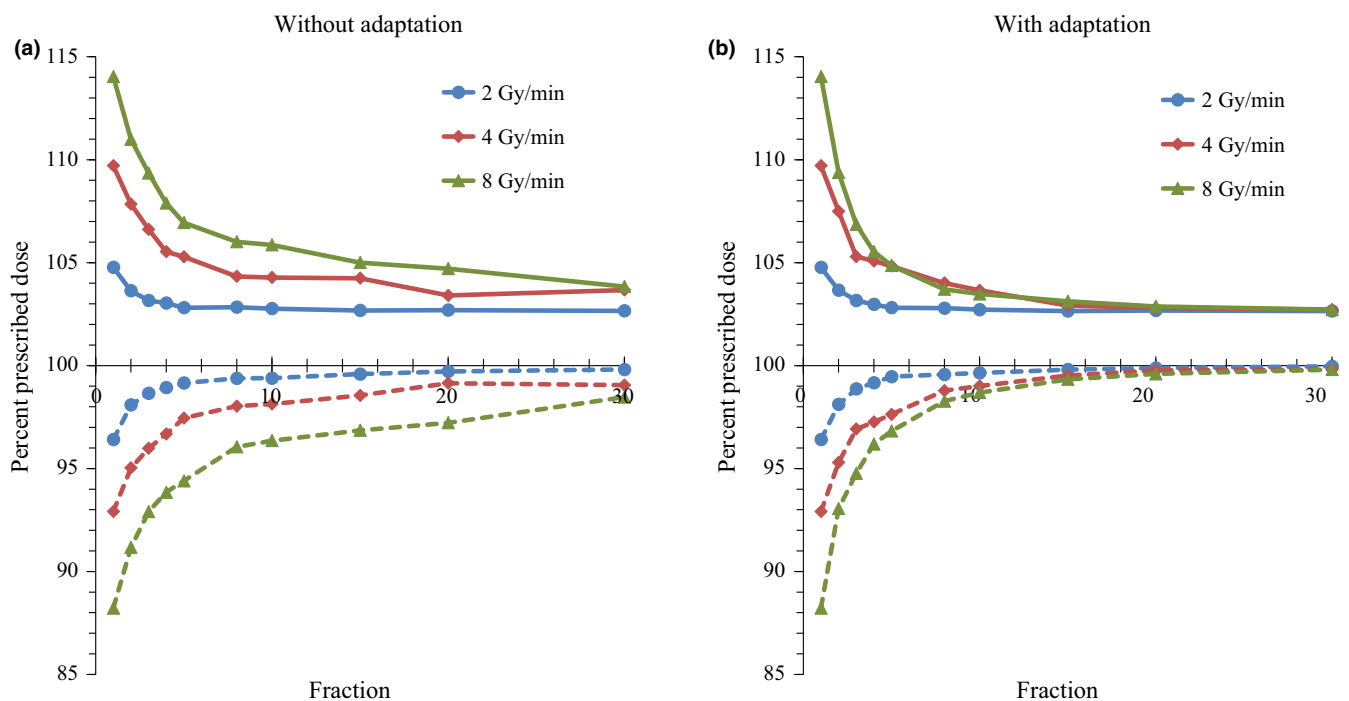 Without adaptation
(a)
115
110
105
100
95
90
85
0
10
20
30
2 Gy/min
4 Gy/min
8 Gy/min
Percent prescribed dose
Fraction
With adaptation
(b)
115
110
105
100
95
90
85
0
10
20
30
2 Gy/min
4 Gy/min
8 Gy/min
Percent prescribed dose
Fraction